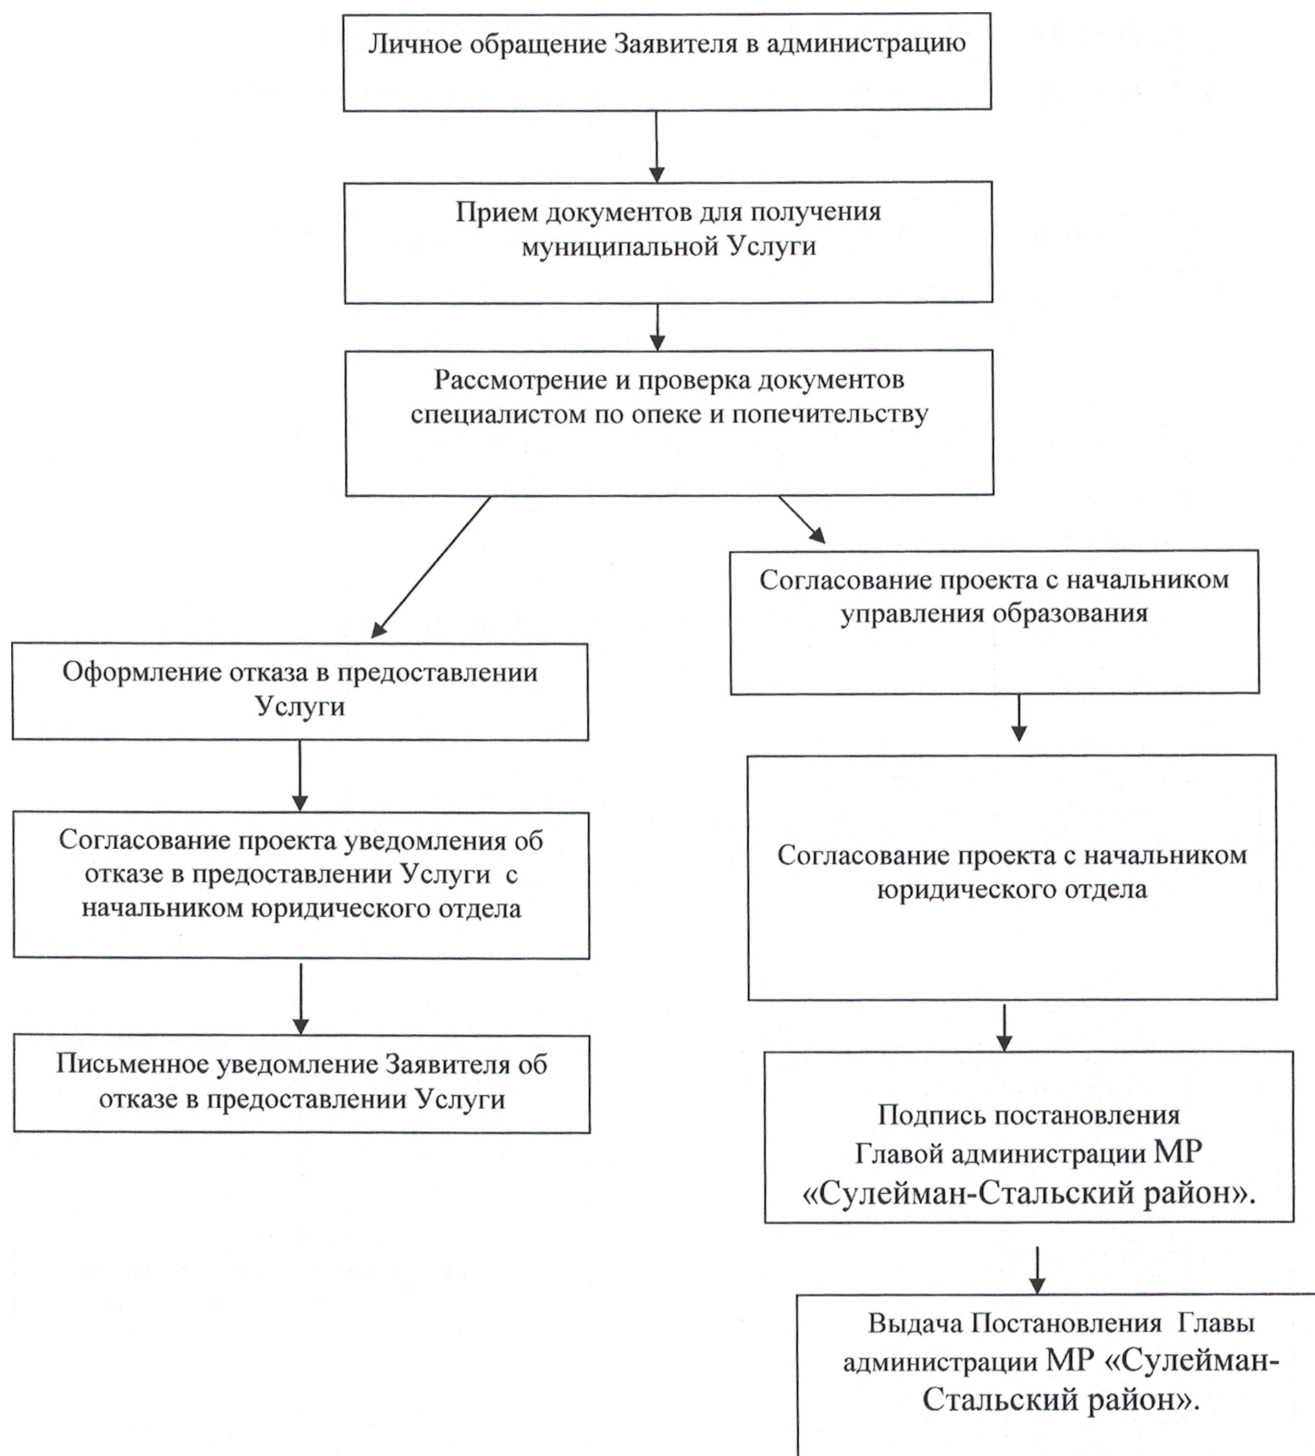 Личное обращение Заявителя в администрацию
Прием документов для получения
муниципальной Услуги
Рассмотрение и проверка документов
специалистом по опеке и попечительству
Согласование проекта с начальником
управления образования
Оформление отказа в предоставлении
Услуги
Согласование проекта уведомления об
отказе в предоставлении Услуги с
начальником юридического отдела
Согласование проекта с начальником
юридического отдела
Письменное уведомление Заявителя об
отказе в предоставлении Услуги
Подпись постановления
Главой администрации МР
«Сулейман-Стальский район».
Выдача Постановления Главы
администрации МР «Сулейман-
Стальский район».